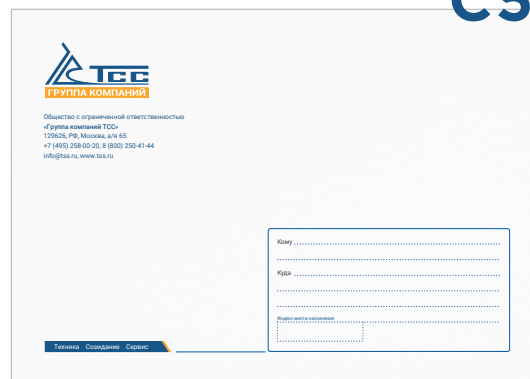 CS
ТСС
ГРУППА КОМПАНИЙ
Общество с ограниченной ответственностью
«Группа компаний ТСС»
129626, РФ, Москва, а/я 65
+7 (495) 258-00-20, 8 (800) 250-41-44
info@tss.ru, www.tss.ru
Кому
Куда
Индекс места назначения
Техника Созидание Сервис